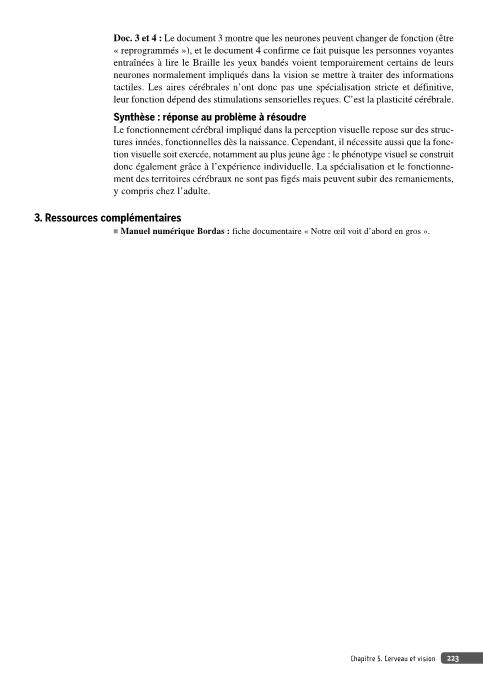 Doc. 3 et 4 : Le document 3 montre que les neurones peuvent changer de fonction (être
« reprogrammés »), et le document 4 confirme ce fait puisque les personnes voyantes
entraînées à lire le Braille les yeux bandés voient temporairement certains de leurs
neurones normalement impliqués dans la vision se mettre à traiter des informations
tactiles. Les aires cérébrales n'ont donc pas une spécialisation stricte et définitive,
leur fonction dépend des stimulations sensorielles reçues. C'est la plasticité cérébrale.
Synthèse : réponse au problème à résoudre
Le fonctionnement cérébral impliqué dans la perception visuelle repose sur des struc-
tures innées, fonctionnelles dès la naissance. Cependant, il nécessite aussi que la fonc-
tion visuelle soit exercée, notamment au plus jeune âge : le phénotype visuel se construit
donc également grâce à l'expérience individuelle. La spécialisation et le fonctionne-
ment des territoires cérébraux ne sont pas figés mais peuvent subir des remaniements,
y compris chez l'adulte.
3. Ressources complémentaires
■ Manuel numérique Bordas : fiche documentaire « Notre œil voit d'abord en gros ».
Chapitre 5. Cerveau et vision 223